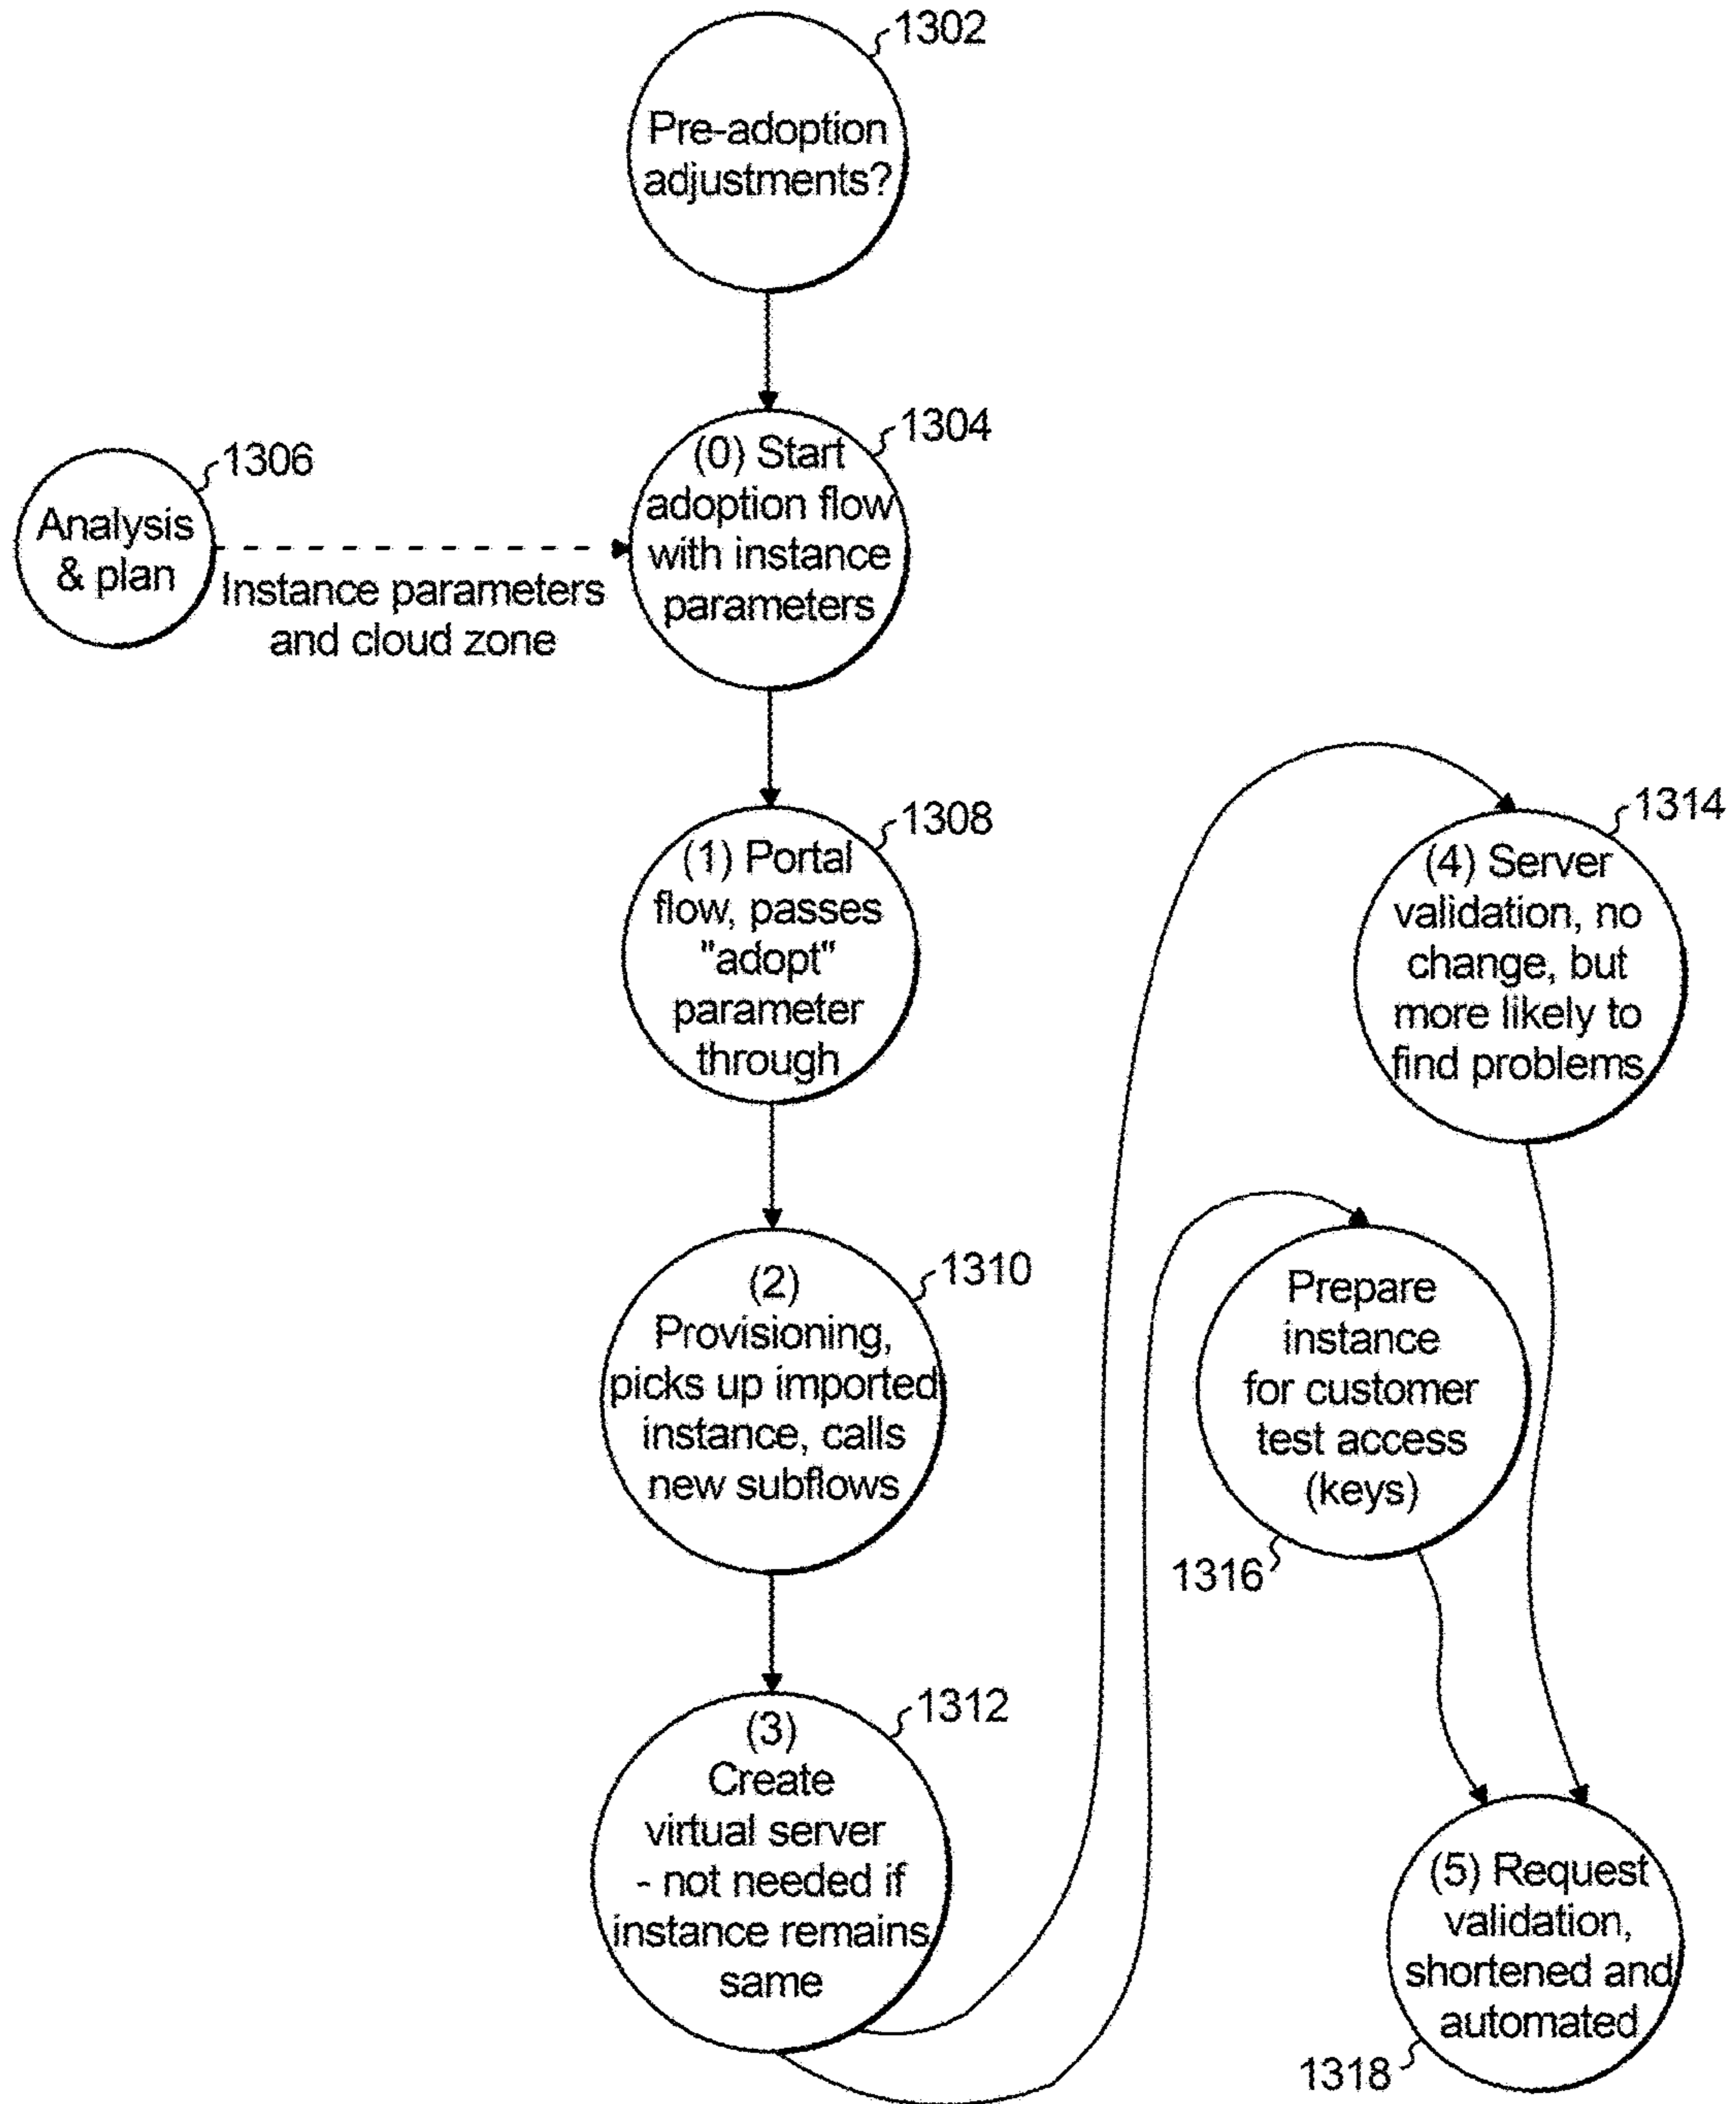 1302
Pre-adoption
adjustments?
1304
(0) Start
adoption flow
with instance
parameters
1306
Analysis
& plan
Instance parameters
and cloud zone
1308
(1) Portal
flow, passes
"adopt"
parameter
through
1310
(2)
Provisioning,
picks up imported
instance, calls
new subflows
1312
(3)
Create
virtual server
- not needed if
instance remains
same
1314
(4) Server
validation, no
change, but
more likely to
find problems
Prepare
instance
for customer
test access
(keys)
1316
(5) Request
validation,
shortened and
automated
1318